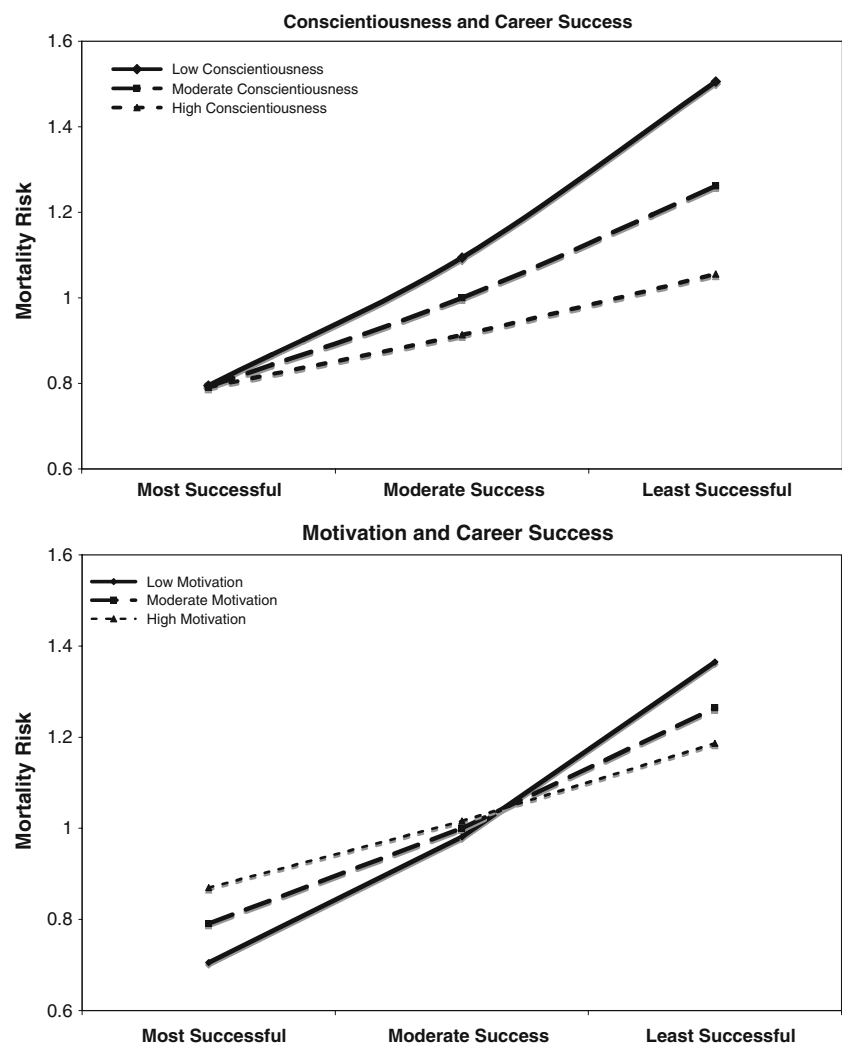 Conscientiousness and Career Success
1.6
Low Conscientiousness
Moderate Conscientiousness
High Conscientiousness
1.4
1.2
1
0.8
0.6
Mortality Risk
Most Successful Moderate Success Least Successful
Motivation and Career Success
1.6
Low Motivation
Moderate Motivation
High Motivation
1.4
1.2
1
0.8
0.6
Mortality Risk
Most Successful Moderate Success Least Successful